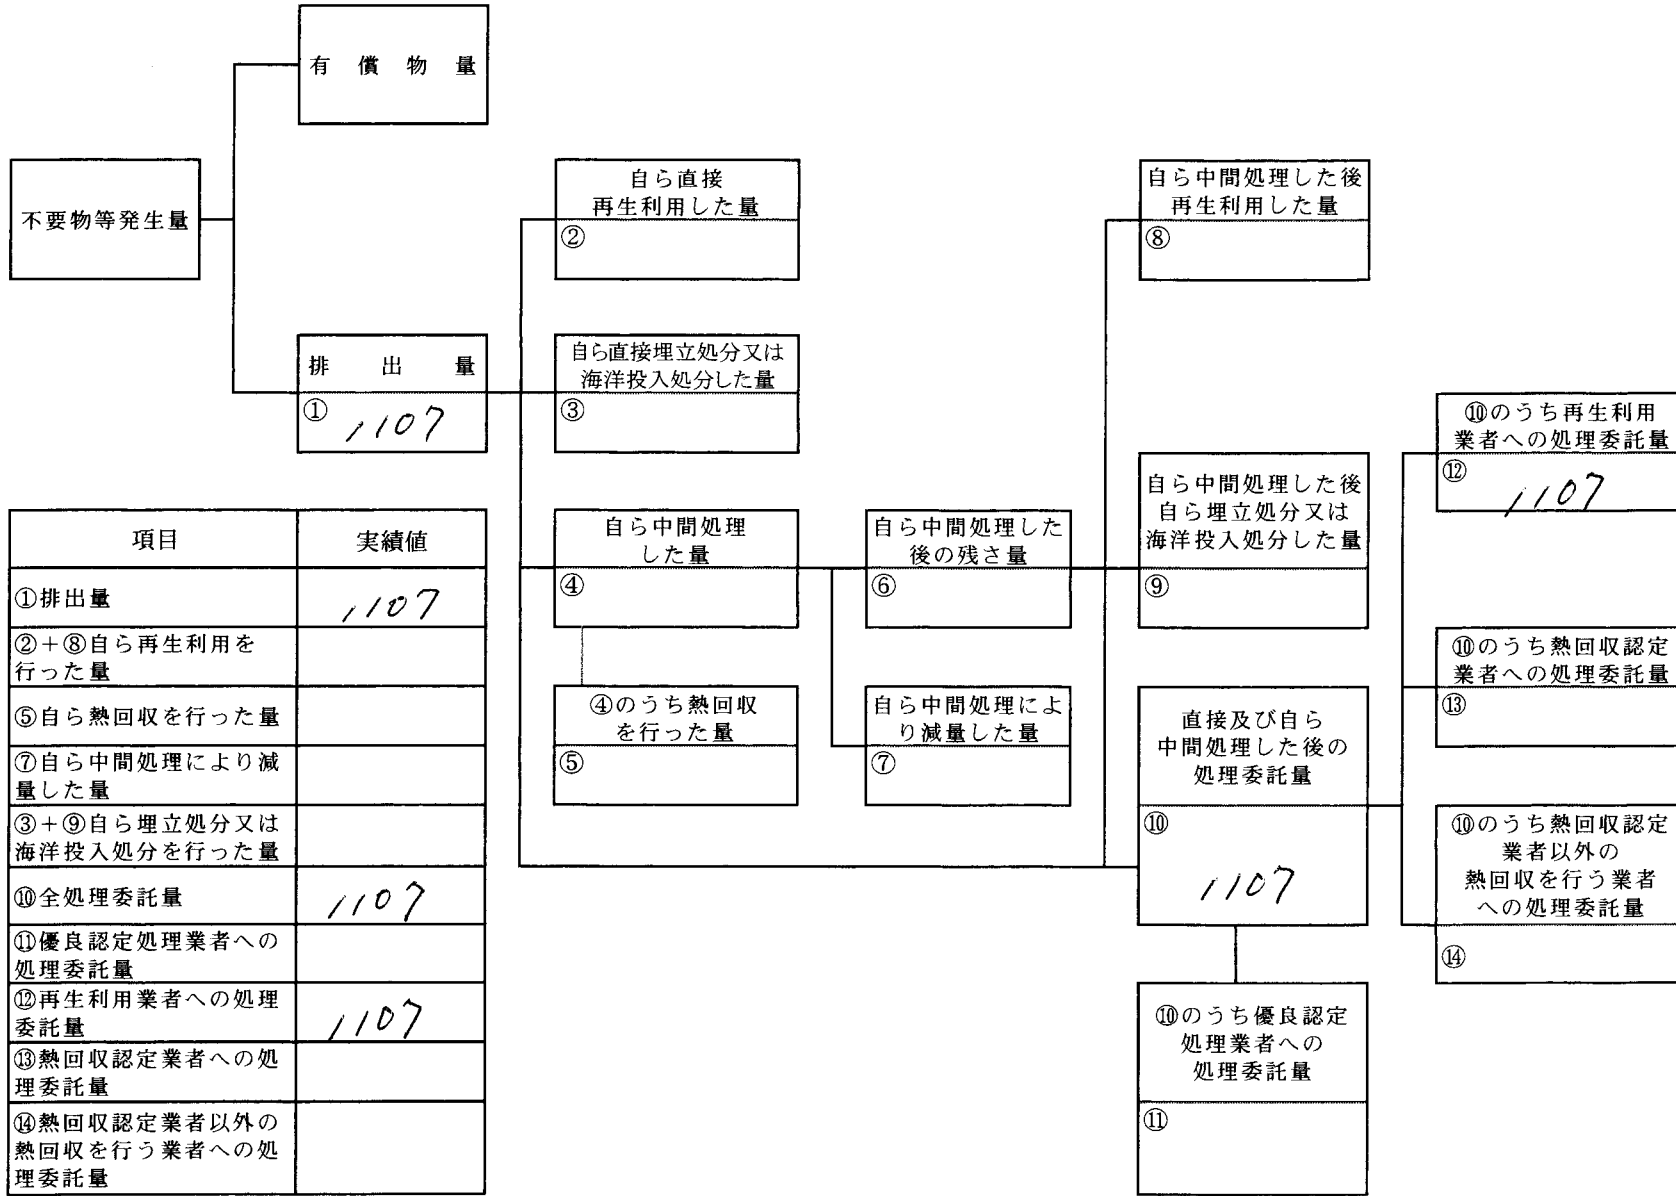 有償物量
不要物等発生量
排出量
① 1107
自ら直接
再生利用した量
②
自ら直接埋立処分又は
海洋投入処分した量
③
自ら中間処理
した量
④
④のうち熱回収
を行った量
⑤
自ら中間処理した
後の残さ量
⑥
自ら中間処理によ
り減量した量
⑦
自ら中間処理した後
再生利用した量
⑧
自ら中間処理した後
自ら埋立処分又は
海洋投入処分した量
⑨
直接及び自ら
中間処理した後の
処理委託量
⑩
1107
⑩のうち優良認定
処理業者への
処理委託量
⑪
⑩のうち再生利用
業者への処理委託量
⑫
1107
⑩のうち熱回収認定
業者への処理委託量
⑬
⑩のうち熱回収認定
業者以外の
熱回収を行う業者
への処理委託量
⑭
項目 実績値
①排出量 1107
②+⑧自ら再生利用を
行った量
⑤自ら熱回収を行った量
⑦自ら中間処理により減
量した量
③+⑨自ら埋立処分又は
海洋投入処分を行った量
⑩全処理委託量 1107
⑪優良認定処理業者への
処理委託量
⑫再生利用業者への処理
委託量 1107
⑬熱回収認定業者への処
理委託量
⑭熱回収認定業者以外の
熱回収を行う業者への処
理委託量